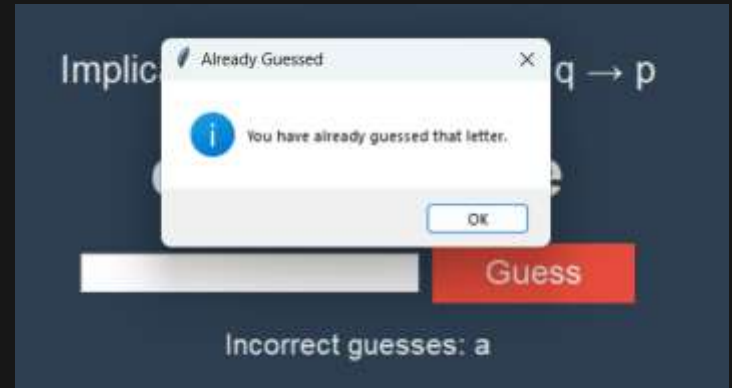 Already Guessed
Implic q → p
You have already guessed that letter.
e
OK
Guess
Incorrect guesses: a